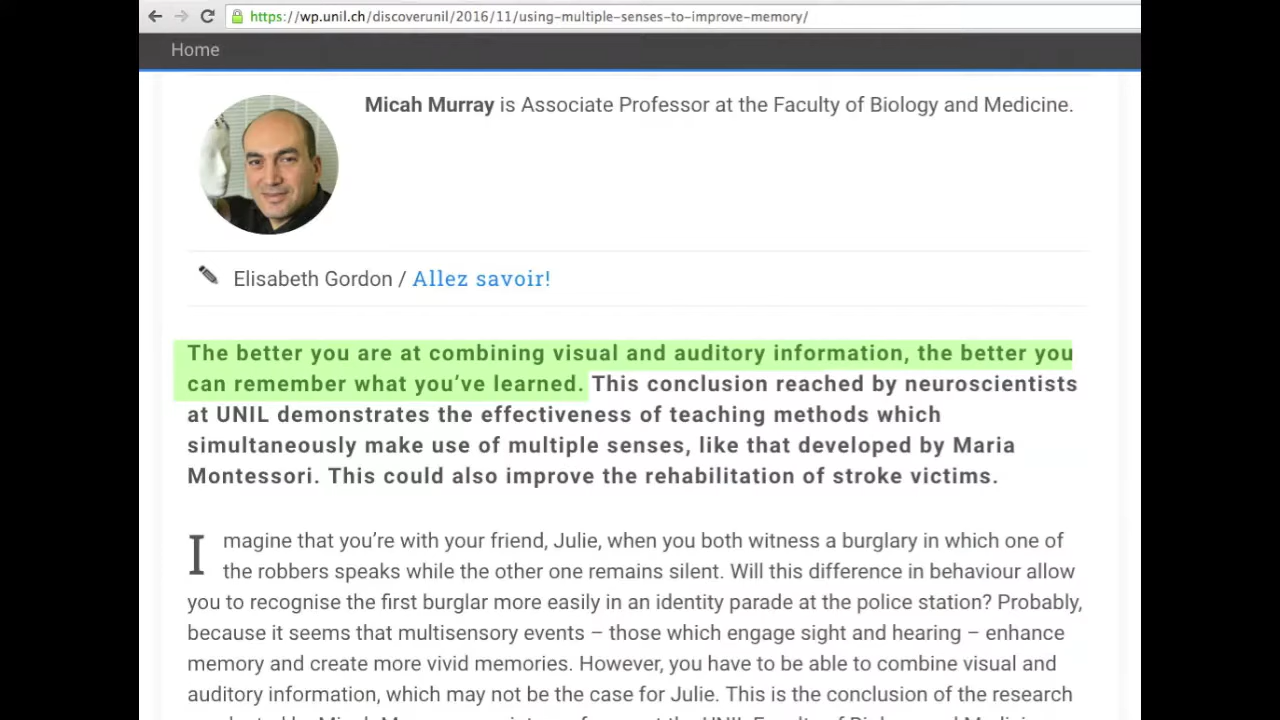 https://wp.unil.ch/discoverunil/2016/11/using-multiple-senses-to-improve-memory/
Home
Micah Murray is Associate Professor at the Faculty of Biology and Medicine.
Elisabeth Gordon / Allez savoir!
The better you are at combining visual and auditory information, the better you
can remember what you’ve learned. This conclusion reached by neuroscientists
at UNIL demonstrates the effectiveness of teaching methods which
simultaneously make use of multiple senses, like that developed by Maria
Montessori. This could also improve the rehabilitation of stroke victims.
Imagine that you’re with your friend, Julie, when you both witness a burglary in which one of
the robbers speaks while the other one remains silent. Will this difference in behaviour allow
you to recognise the first burglar more easily in an identity parade at the police station? Probably,
because it seems that multisensory events – those which engage sight and hearing – enhance
memory and create more vivid memories. However, you have to be able to combine visual and
auditory information, which may not be the case for Julie. This is the conclusion of the research